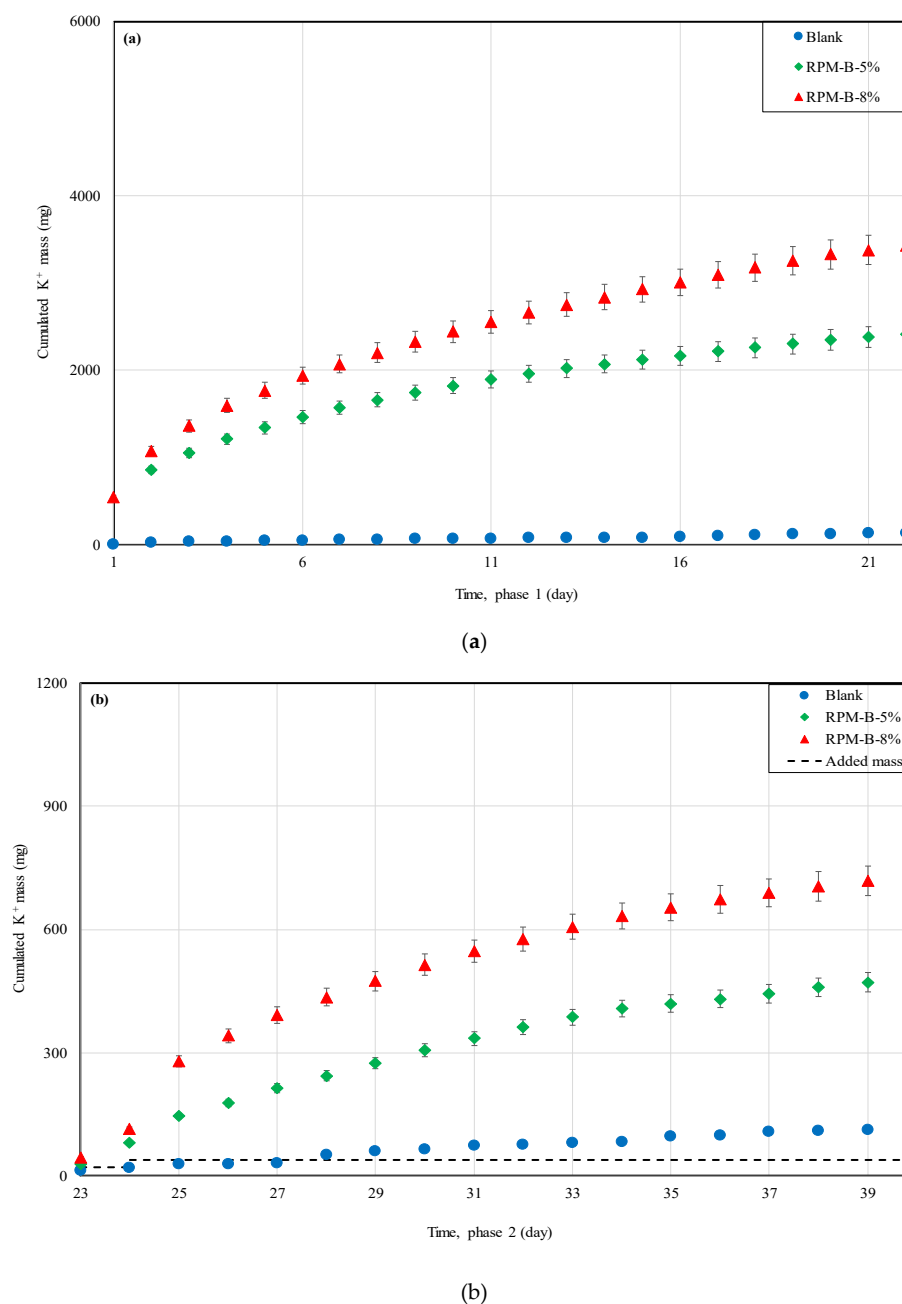 (a)
Blank
RPM-B-5%
RPM-B-8%
6000
4000
2000
0
Cumulated K⁺ mass (mg)
1 6 11 16 21
Time, phase 1 (day)
(a)
(b)
Blank
RPM-B-5%
RPM-B-8%
Added mass
1200
900
600
300
0
Cumulated K⁺ mass (mg)
23 25 27 29 31 33 35 37 39
Time, phase 2 (day)
(b)